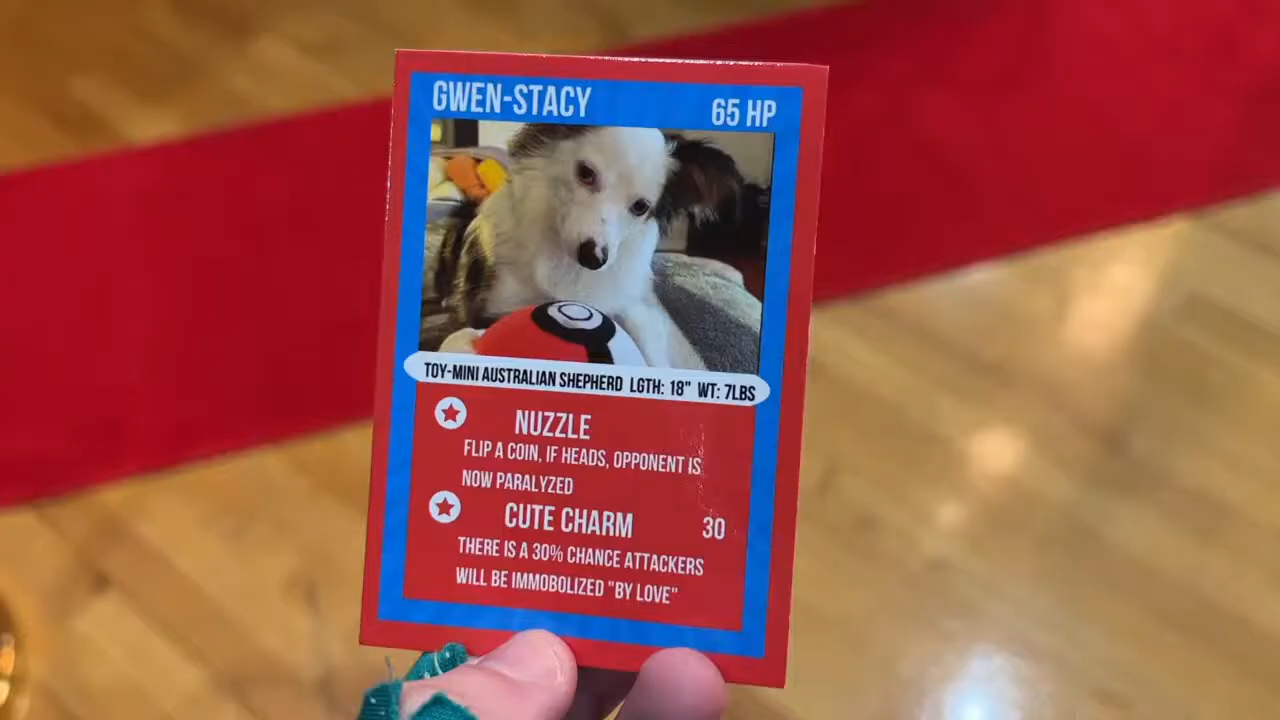 GWEN-STACY 65 HP
TOY-MINI AUSTRALIAN SHEPHERD LGTH: 18" WT: 7LBS
NUZZLE
FLIP A COIN, IF HEADS, OPPONENT IS
NOW PARALYZED
CUTE CHARM 30
THERE IS A 30% CHANCE ATTACKERS
WILL BE IMMOBOLIZED "BY LOVE"